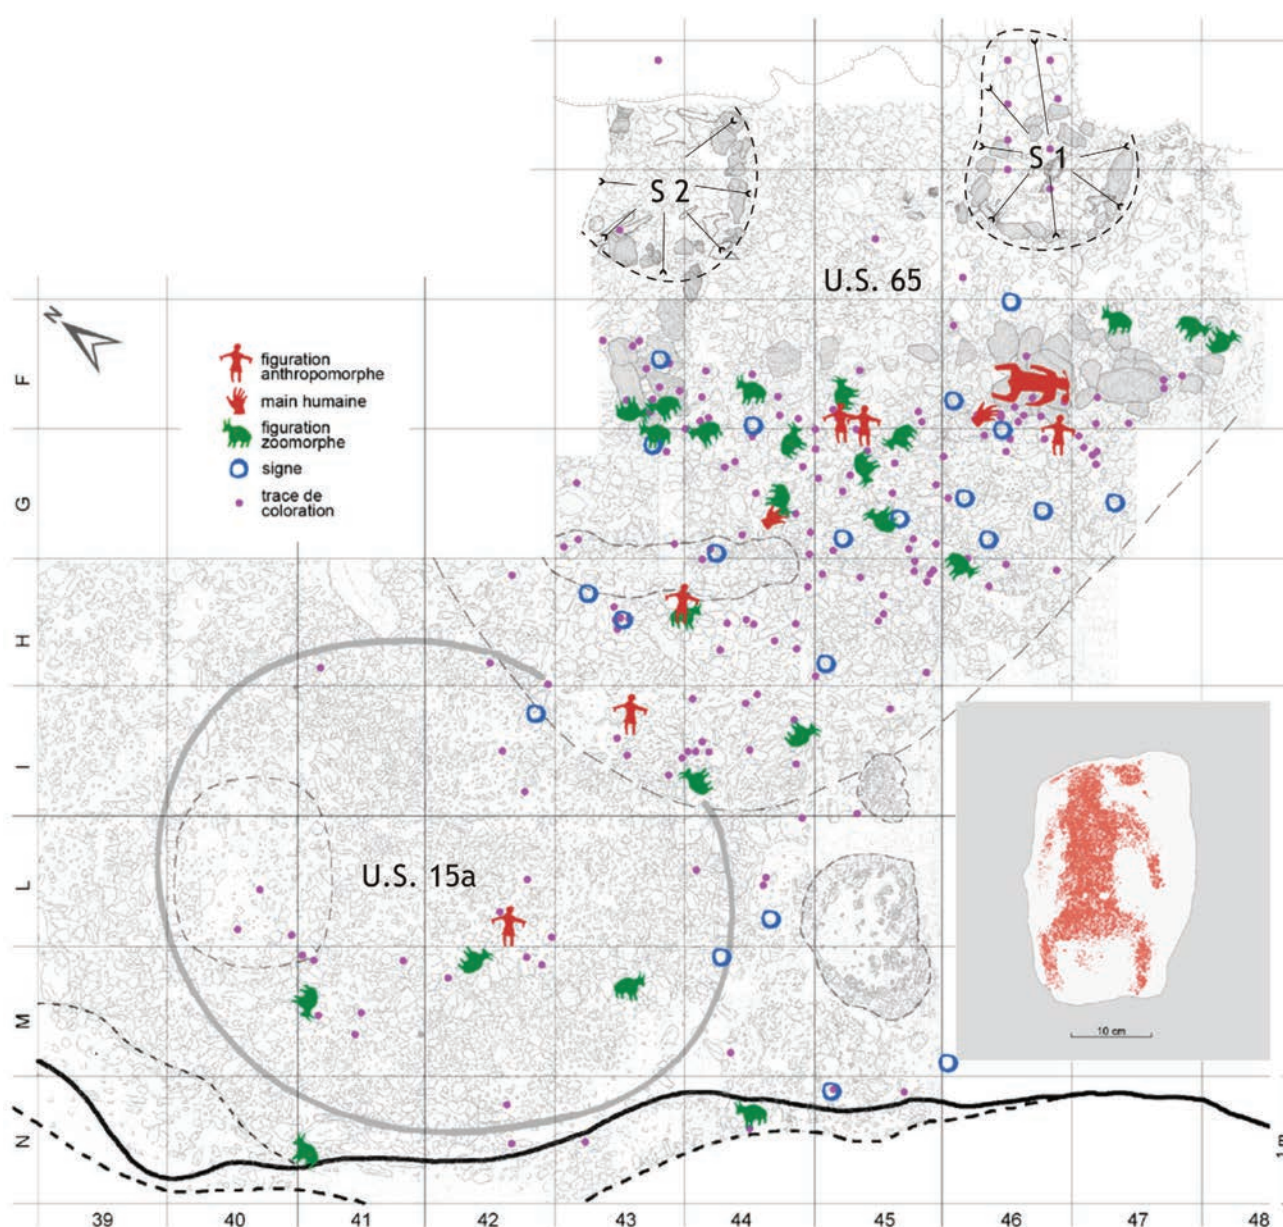 S 1
S 2
U.S. 65
N
figuration
anthropomorphe
main humaine
figuration
zoomorphe
signe
trace de
coloration
F
G
H
I
L
M
N
U.S. 15a
10 cm
1 m
39
40
41
42
43
44
45
46
47
48